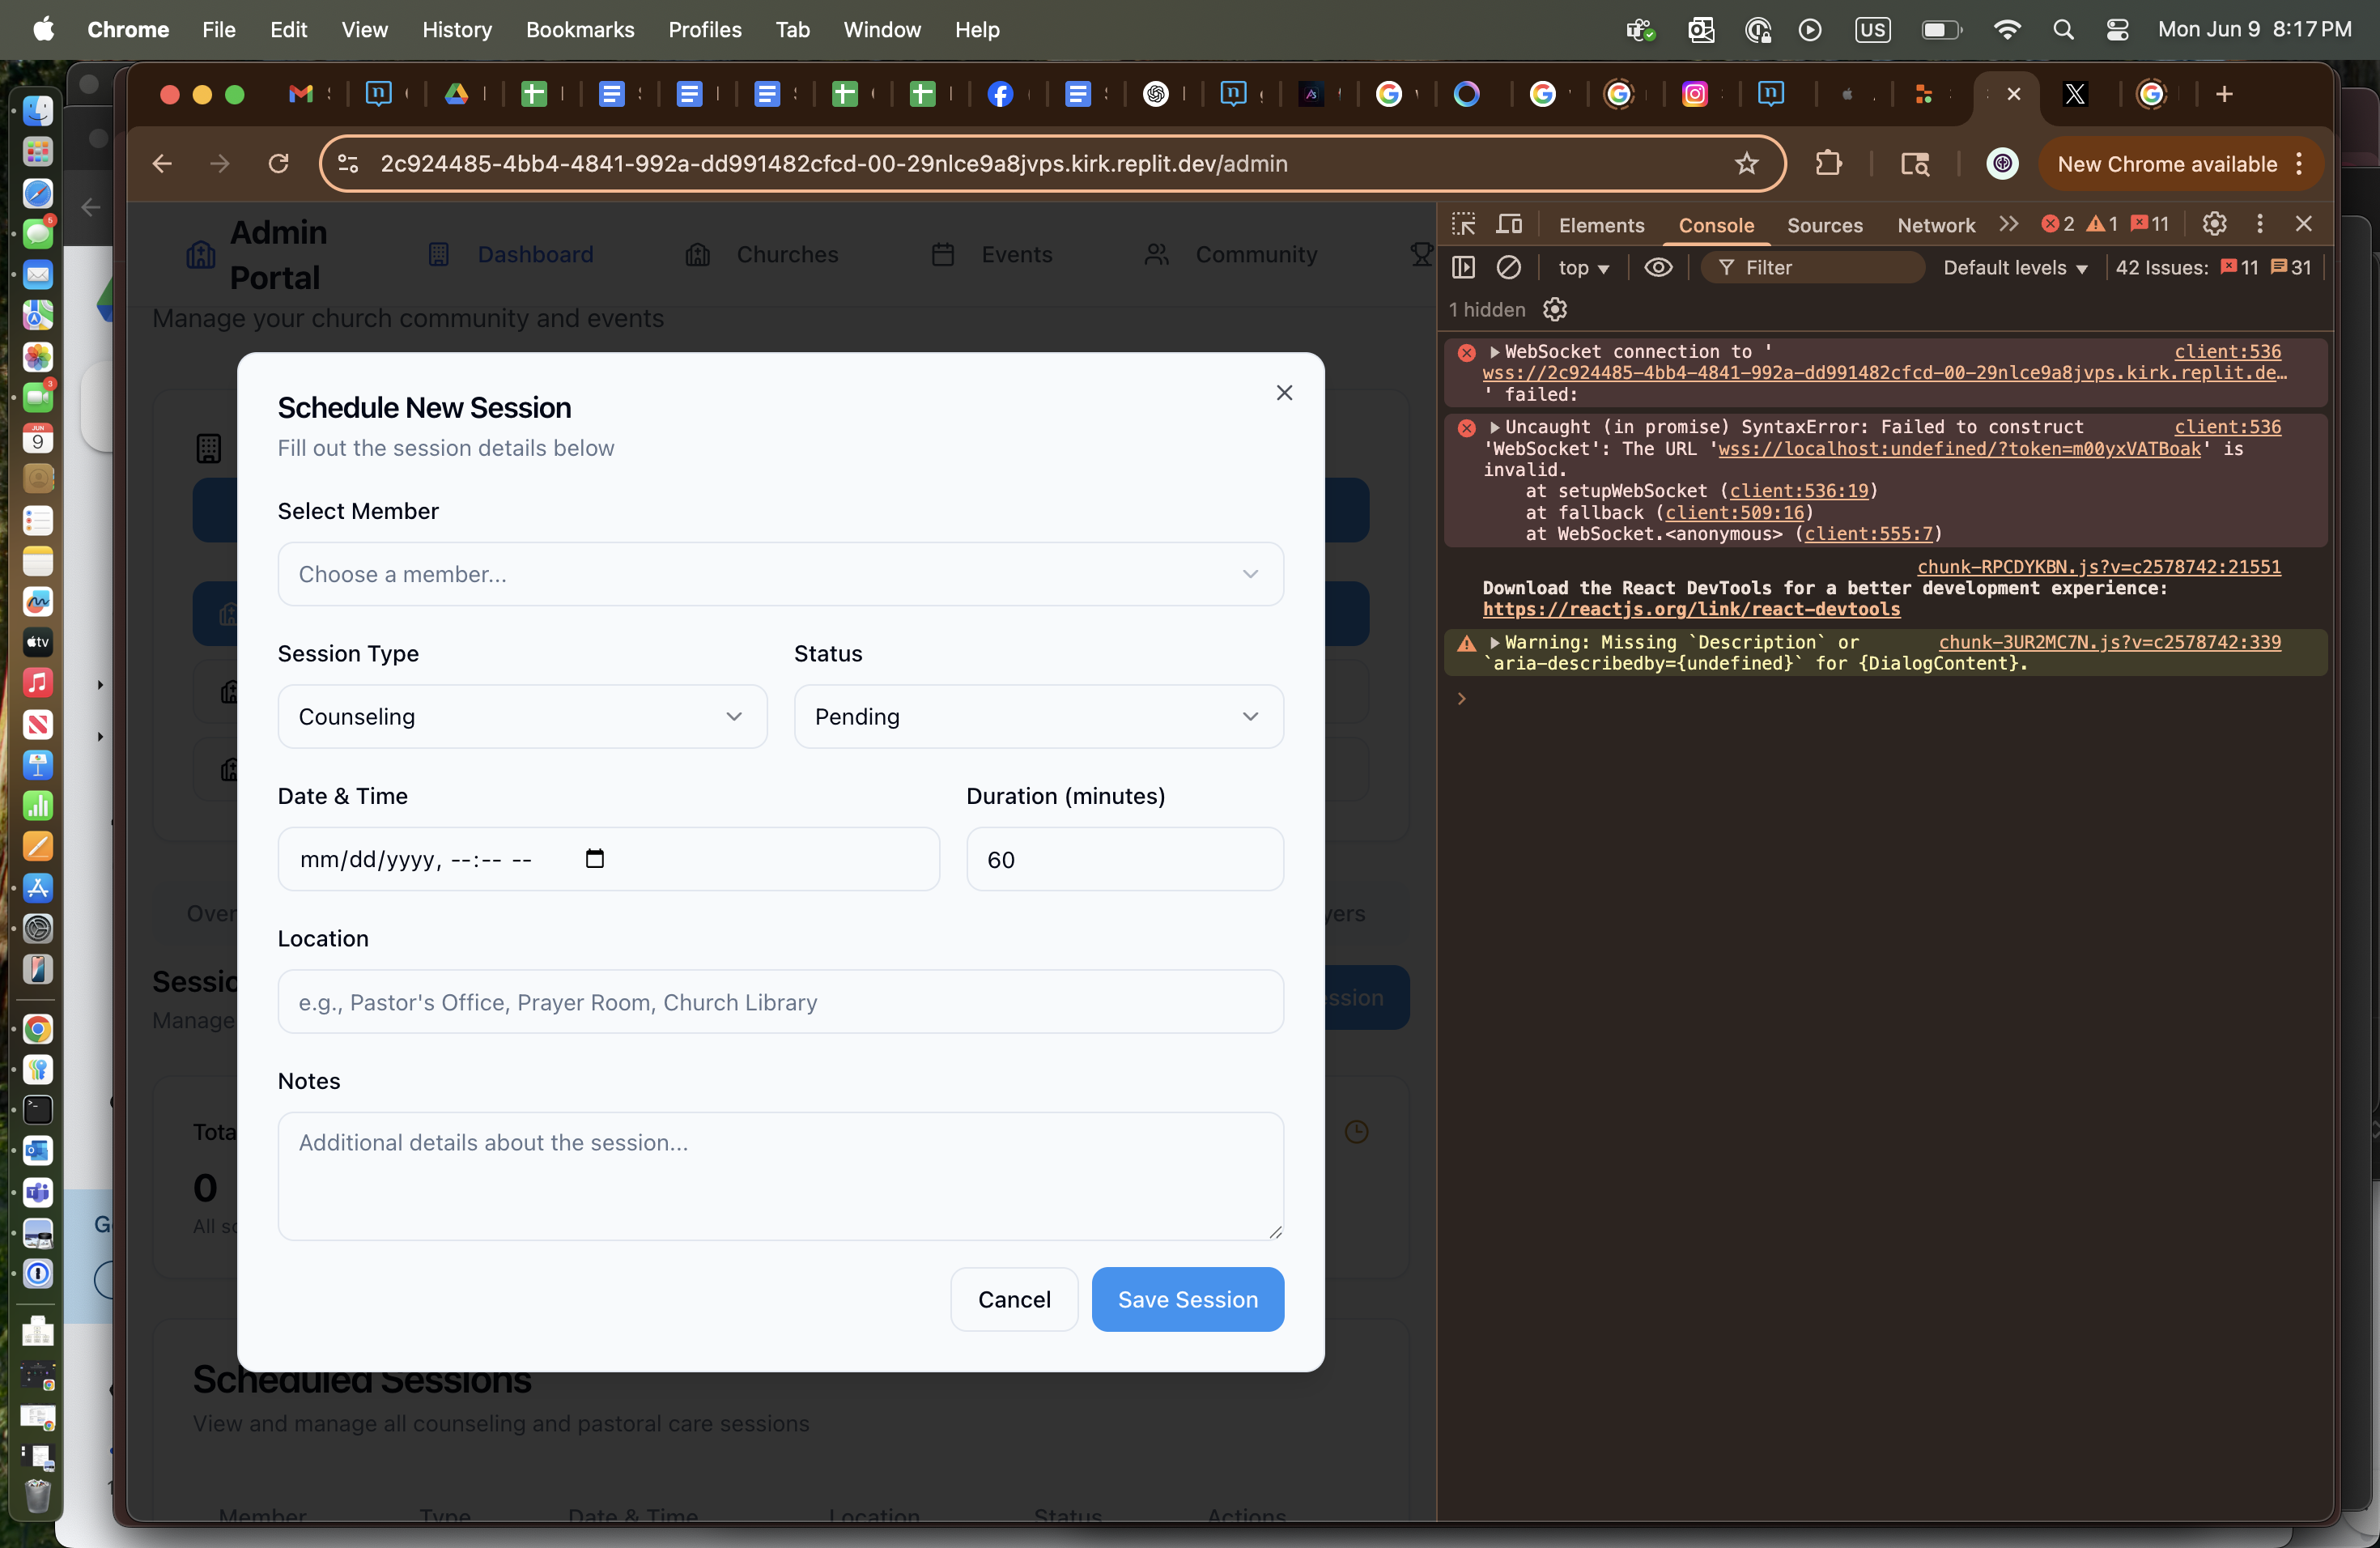 Chrome File Edit View History Bookmarks Profiles Tab Window Help
US
Mon Jun 9 8:17 PM
2c924485-4bb4-4841-992a-dd991482cfcd-00-29nlce9a8jvps.kirk.replit.dev/admin
New Chrome available
Admin
Portal
Dashboard
Churches
Events
Community
Manage your church community and events
Schedule New Session
Fill out the session details below
Select Member
Choose a member...
Session Type
Status
Counseling
Pending
Date & Time
Duration (minutes)
mm/dd/yyyy, --:-- --
60
Location
e.g., Pastor's Office, Prayer Room, Church Library
Notes
Additional details about the session...
Cancel
Save Session
0
Scheduled Sessions
View and manage all counseling and pastoral care sessions
Member Type Date & Time Location Status Actions
Elements Console Sources Network 2 1 11
top Filter Default levels 42 Issues: 11 31
1 hidden
WebSocket connection to ' client:536
wss://2c924485-4bb4-4841-992a-dd991482cfcd-00-29nlce9a8jvps.kirk.replit.de…
' failed:
Uncaught (in promise) SyntaxError: Failed to construct client:536
'WebSocket': The URL 'wss://localhost:undefined/?token=m00yxVATBoak' is
invalid.
at setupWebSocket (client:536:19)
at fallback (client:509:16)
at WebSocket.<anonymous> (client:555:7)
chunk-RPCDYKBN.js?v=c2578742:21551
Download the React DevTools for a better development experience:
https://reactjs.org/link/react-devtools
Warning: Missing `Description` or chunk-3UR2MC7N.js?v=c2578742:339
`aria-describedby={undefined}` for {DialogContent}.